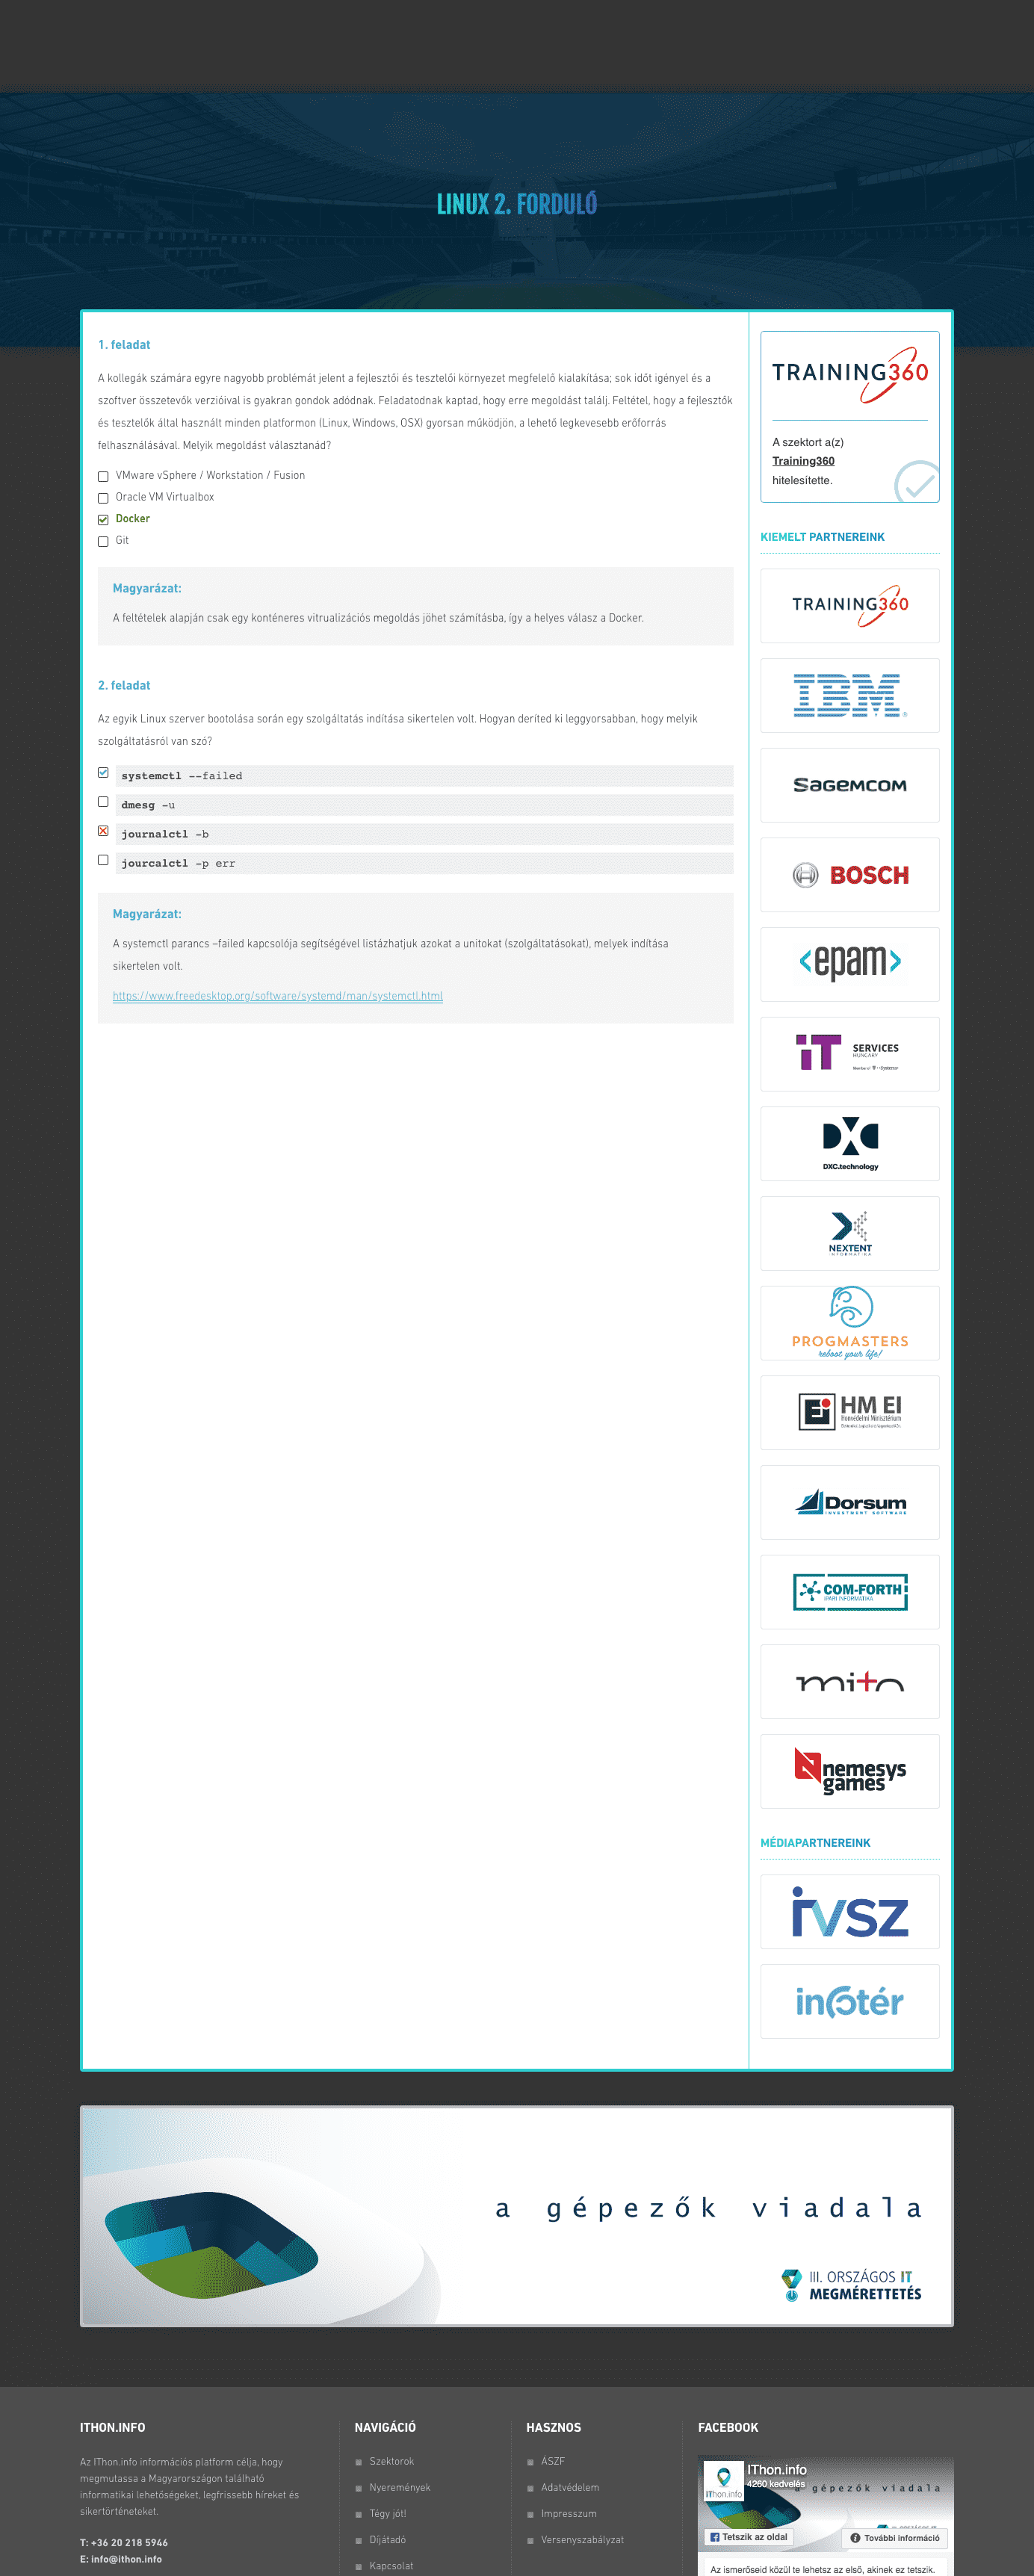 LINUX 2. FORDULÓ
1. feladat
A kollegák számára egyre nagyobb problémát jelent a fejlesztői és tesztelői környezet megfelelő kialakítása; sok időt igényel és a
szoftver összetevők verzióival is gyakran gondok adódnak. Feladatodnak kaptad, hogy erre megoldást találj. Feltétel, hogy a fejlesztők
és tesztelők által használt minden platformon (Linux, Windows, OSX) gyorsan működjön, a lehető legkevesebb erőforrás
felhasználásával. Melyik megoldást választanád?
VMware vSphere / Workstation / Fusion
Oracle VM Virtualbox
Docker
Git
Magyarázat:
A feltételek alapján csak egy konténeres vitrualizációs megoldás jöhet számításba, így a helyes válasz a Docker.
2. feladat
Az egyik Linux szerver bootolása során egy szolgáltatás indítása sikertelen volt. Hogyan deríted ki leggyorsabban, hogy melyik
szolgáltatásról van szó?
systemctl --failed
dmesg -u
journalctl -b
jourcalctl -p err
Magyarázat:
A systemctl parancs –failed kapcsolója segítségével listázhatjuk azokat a unitokat (szolgáltatásokat), melyek indítása
sikertelen volt.
https://www.freedesktop.org/software/systemd/man/systemctl.html
TRAINING360
A szektort a(z)
Training360
hitelesítette.
KIEMELT PARTNEREINK
TRAINING360
IBM
SAGEMCOM
BOSCH
<epam>
iT SERVICES
HUNGARY
DXC.technology
NEXTENT
INFORMATIKA
PROGMASTERS
reboot your life!
HM EI
Honvédelmi Minisztérium
Dorsum
INVESTMENT SOFTWARE
COM-FORTH
IPARI INFORMATIKA
mito
nemesys
games
MÉDIAPARTNEREINK
ivsz
infotér
a gépezők viadala
III. ORSZÁGOS IT
MEGMÉRETTETÉS
ITHON.INFO
Az IThon.info információs platform célja, hogy
megmutassa a Magyarországon található
informatikai lehetőségeket, legfrissebb híreket és
sikertörténeteket.
T: +36 20 218 5946
E: info@ithon.info
NAVIGÁCIÓ
Szektorok
Nyeremények
Tégy jót!
Díjátadó
Kapcsolat
HASZNOS
ÁSZF
Adatvédelem
Impresszum
Versenyszabályzat
FACEBOOK
IThon.info
4260 kedvelés
a gépezők viadala
IThon.info
Tetszik az oldal
További információ
Az ismerőseid közül te lehetsz az első, akinek ez tetszik.